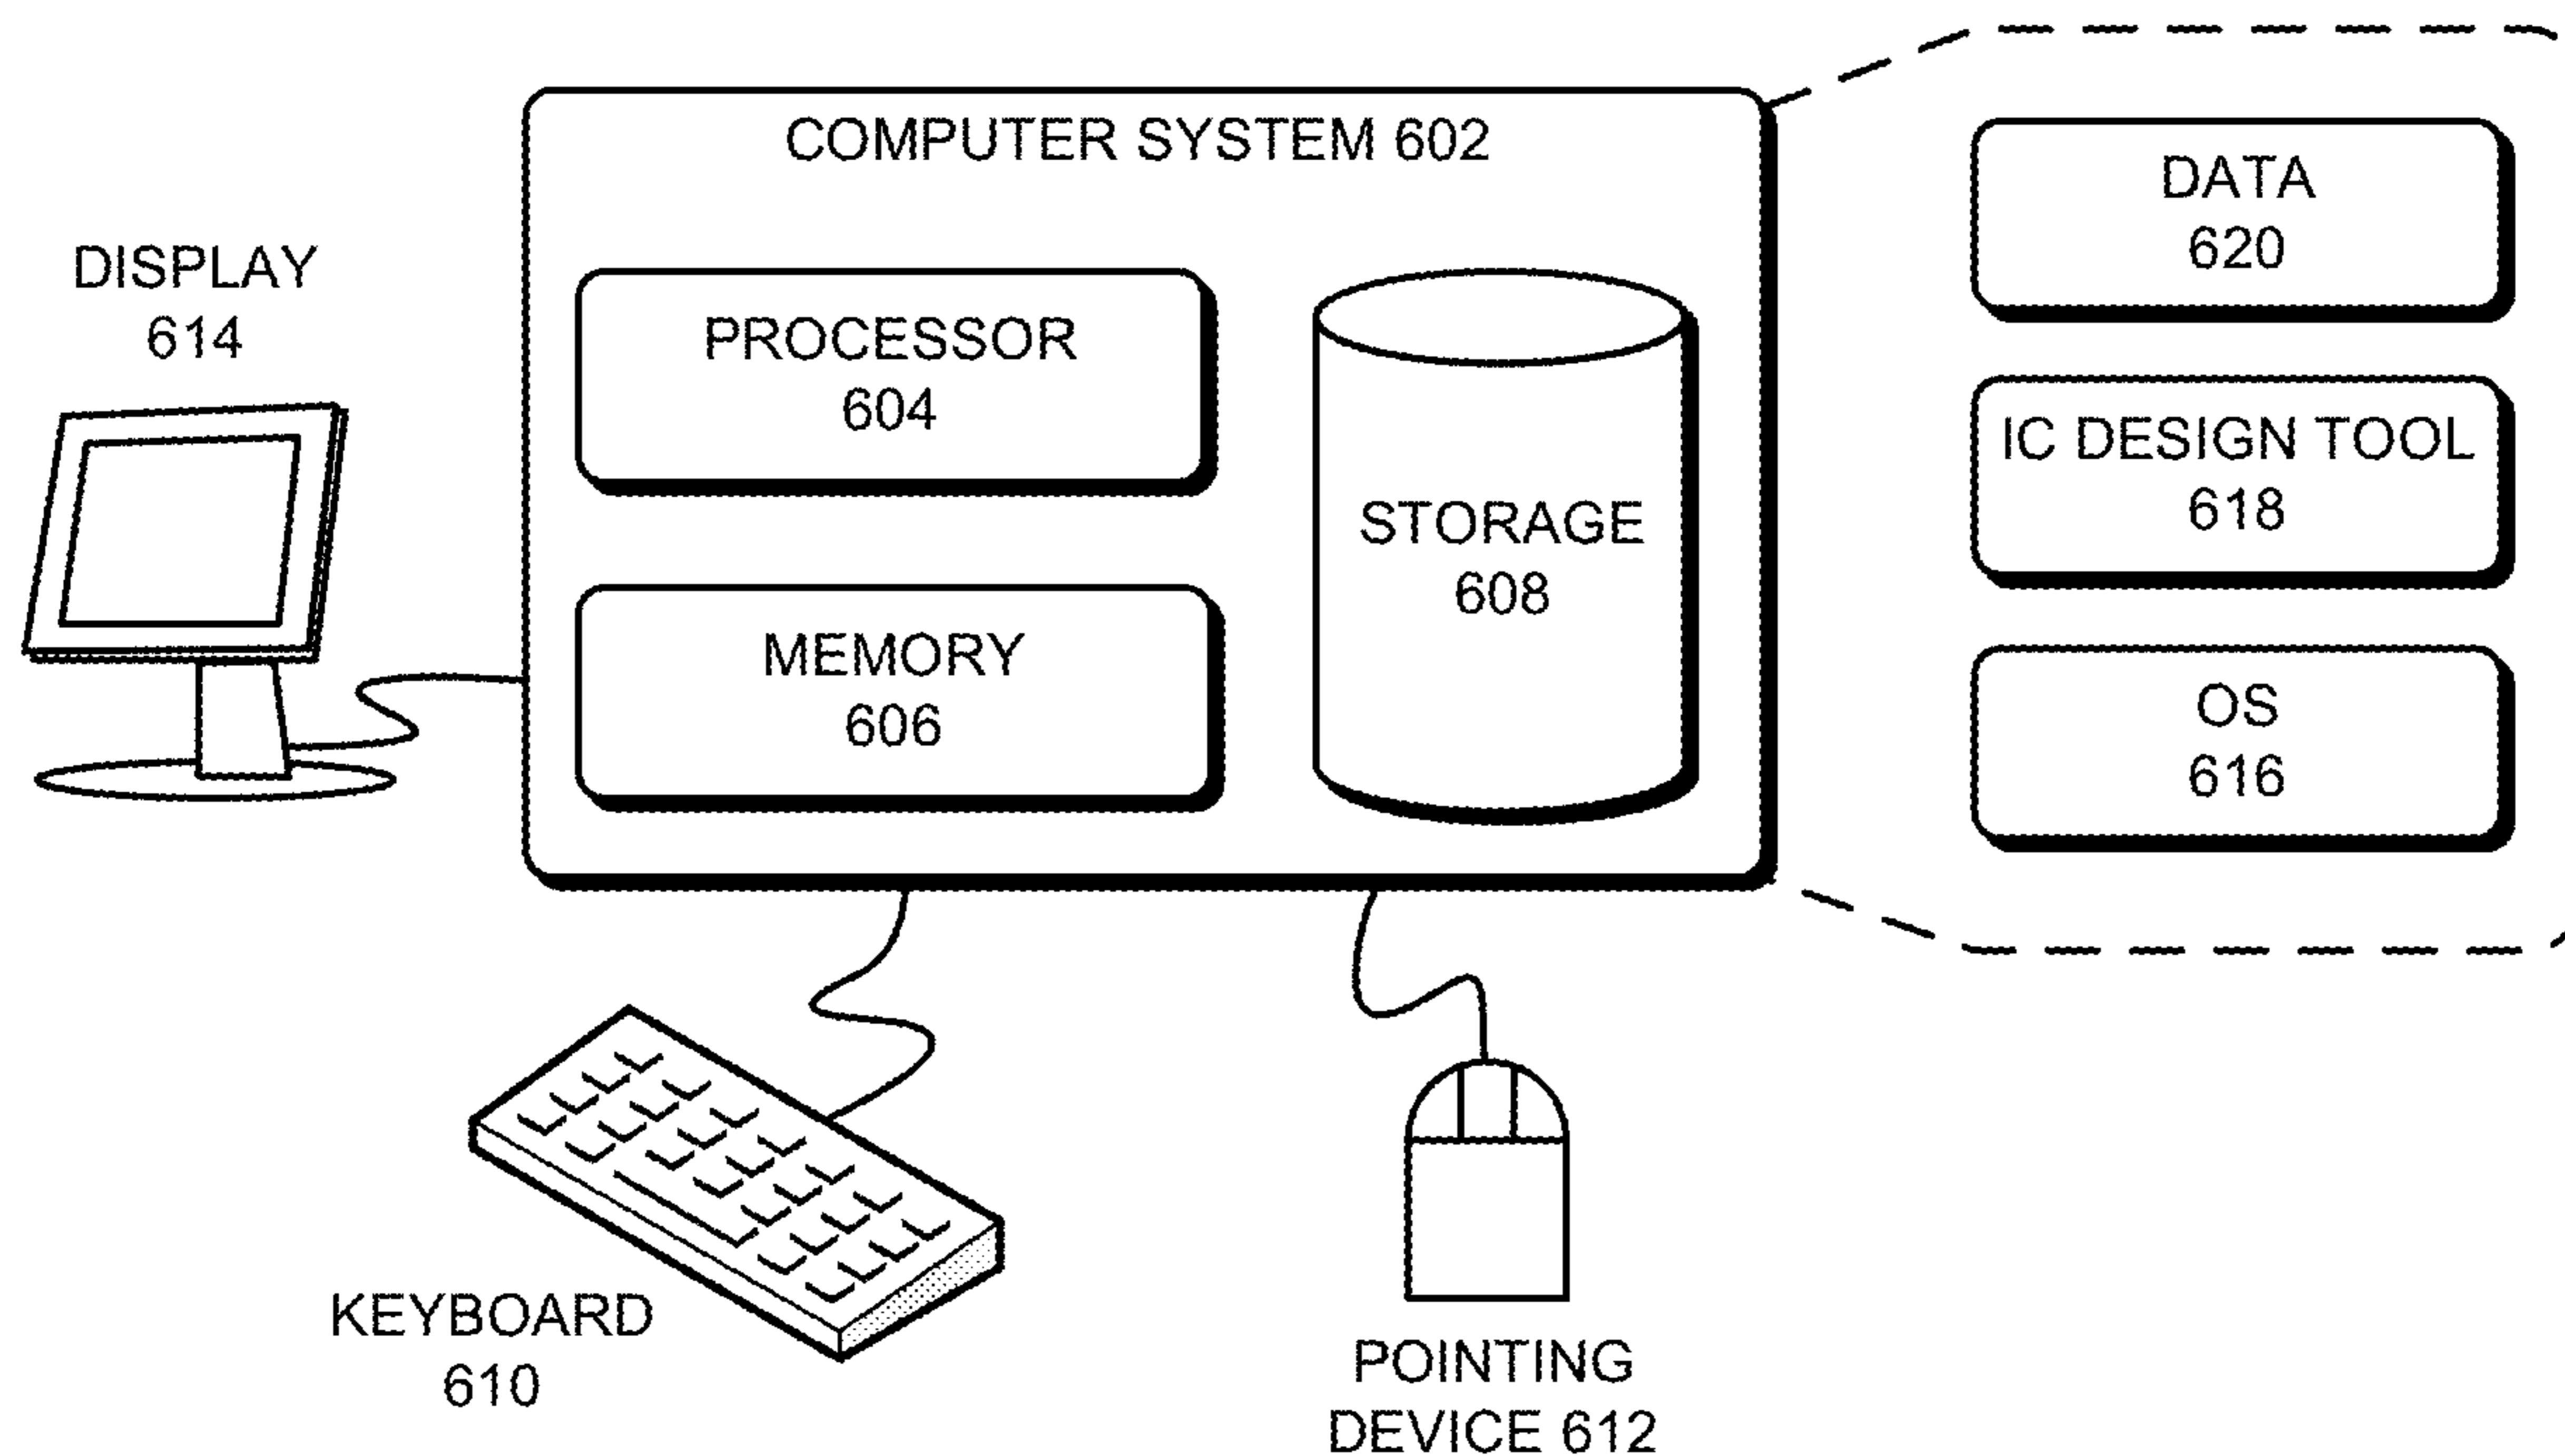 COMPUTER SYSTEM 602
DISPLAY
614
PROCESSOR
604
MEMORY
606
STORAGE
608
DATA
620
IC DESIGN TOOL
618
OS
616
KEYBOARD
610
POINTING
DEVICE 612